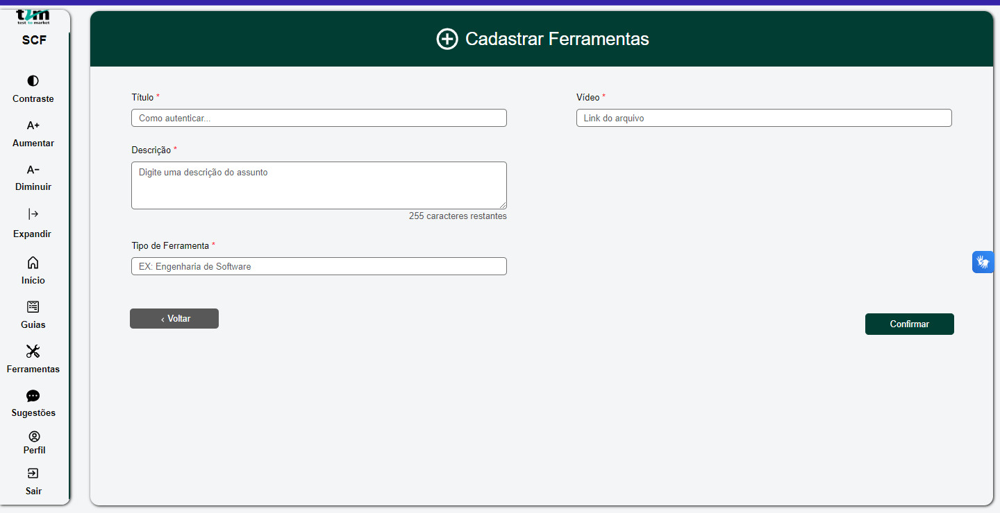 t2m
test to market
SCF
Contraste
A+
Aumentar
A-
Diminuir
Expandir
Início
Guias
Ferramentas
Sugestões
Perfil
Sair
Cadastrar Ferramentas
Título *
Como autenticar...
Vídeo *
Link do arquivo
Descrição *
Digite uma descrição do assunto
255 caracteres restantes
Tipo de Ferramenta *
EX: Engenharia de Software
‹ Voltar
Confirmar